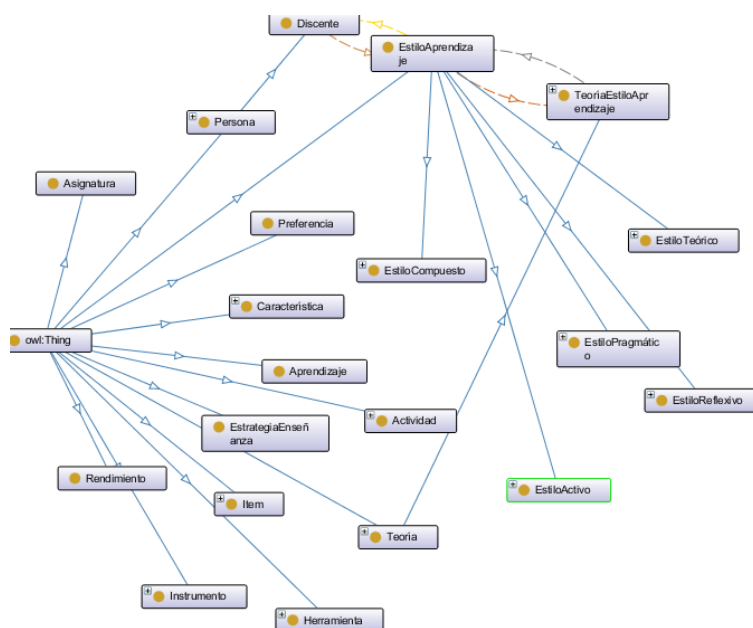 Discente
EstiloAprendiza
je
TeoriaEstiloApr
endizaje
Persona
Asignatura
Preferencia
EstiloTeórico
EstiloCompuesto
Característica
owl:Thing
EstiloPragmátic
o
Aprendizaje
EstiloReflexivo
Actividad
EstrategiaEnseñ
anza
Rendimiento
EstiloActivo
Item
Teoria
Instrumento
Herramienta